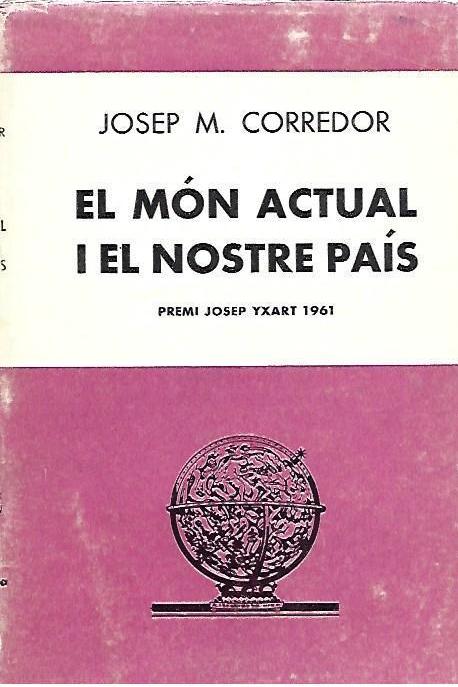 JOSEP M. CORREDOR
EL MÓN ACTUAL
I EL NOSTRE PAÍS
PREMI JOSEP YXART 1961
R
L
S